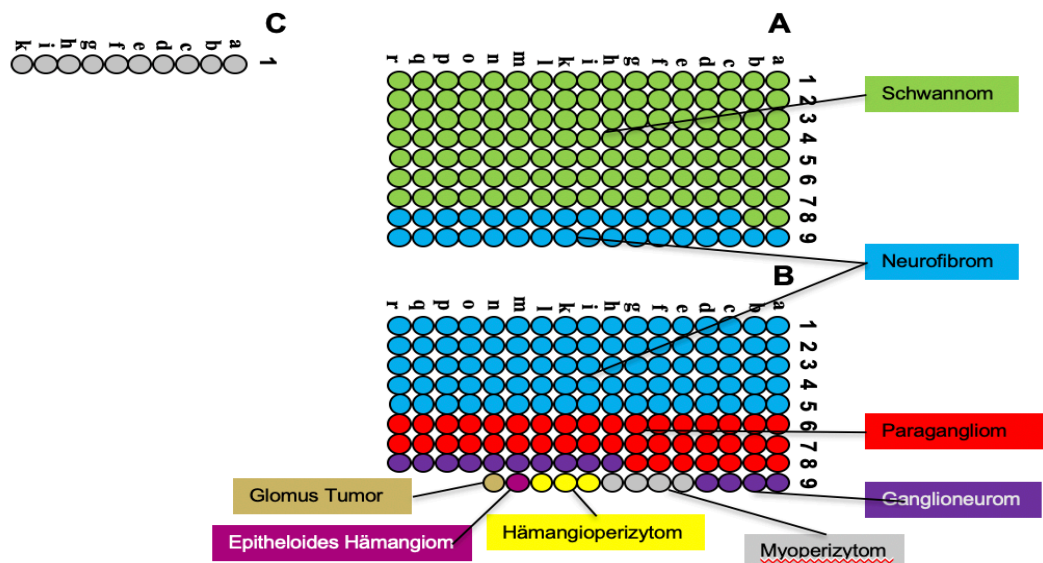 C
k i h g f e d c b a
1
A
r q p o n m l k i h g f e d c b a
1
2
3
4
5
6
7
8
9
Schwannom
Neurofibrom
B
r q p o n m l k i h g f e d c b a
1
2
3
4
5
6
7
8
9
Paragangliom
Ganglioneurom
Glomus Tumor
Epitheloides Hämangiom
Hämangioperizytom
Myoperizytom